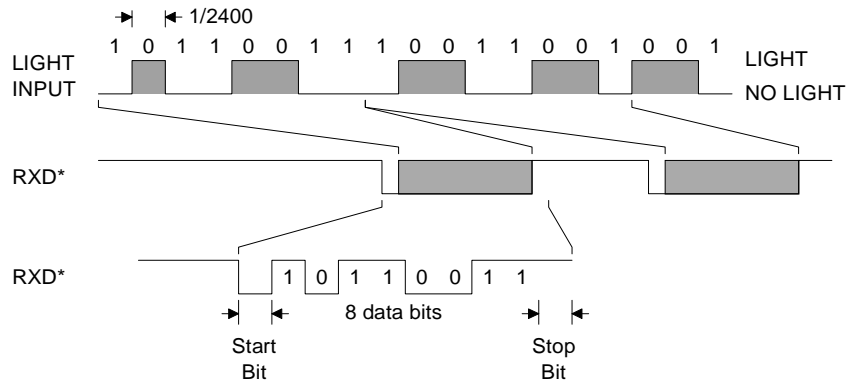 1/2400
1 0 1 1 0 0 1 1 1 0 0 1 1 0 0 1 0 0 1
LIGHT
INPUT
LIGHT
NO LIGHT
RXD*
RXD*
1 0 1 1 0 0 1 1
8 data bits
Start
Bit
Stop
Bit